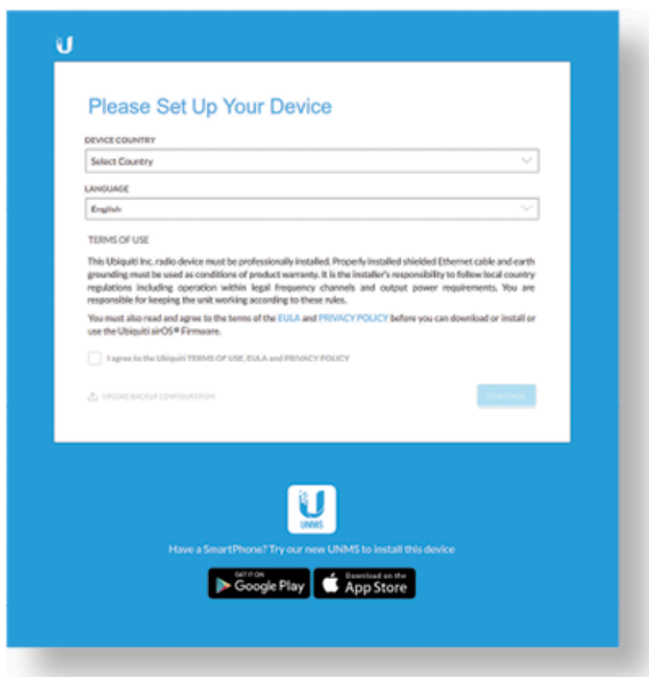 Please Set Up Your Device
DEVICE COUNTRY
Select Country
LANGUAGE
English
TERMS OF USE
This Ubiquiti Inc. radio device must be professionally installed. Properly installed shielded Ethernet cable and earth
grounding must be used as conditions of product warranty. It is the installer's responsibility to follow local country
regulations including operation within legal frequency channels and output power requirements. You are
responsible for keeping the unit working according to these rules.
You must also read and agree to the terms of the EULA and PRIVACY POLICY before you can download or install or
use the Ubiquiti airOS® Firmware.
I agree to the Ubiquiti TERMS OF USE, EULA and PRIVACY POLICY
UPLOAD BACKUP CONFIGURATION
CONTINUE
U
UNMS
Have a SmartPhone? Try our new UNMS to install this device
GET IT ON
Google Play
Download on the
App Store